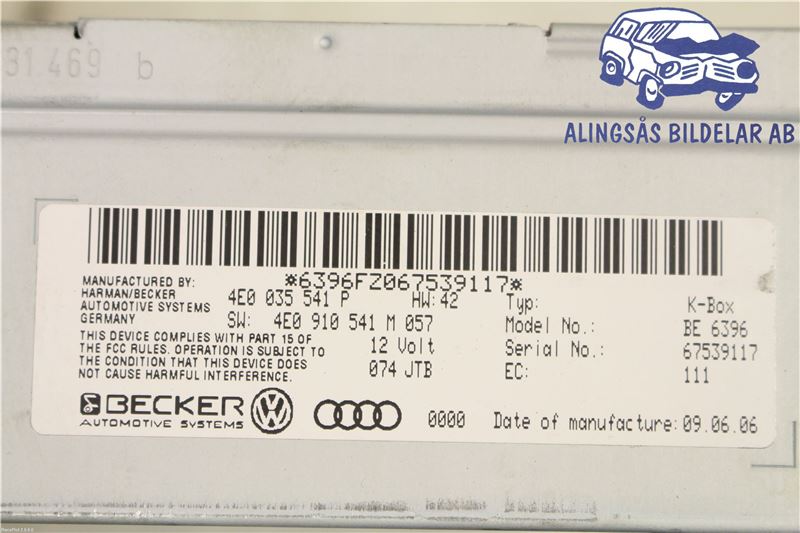 31.469 b
ALINGSÅS BILDELAR AB
*6396FZ067539117*
MANUFACTURED BY:
HARMAN/BECKER
AUTOMOTIVE SYSTEMS
GERMANY
4E0 035 541 P HW: 42
SW: 4E0 910 541 M 057
THIS DEVICE COMPLIES WITH PART 15 OF
THE FCC RULES. OPERATION IS SUBJECT TO
THE CONDITION THAT THIS DEVICE DOES
NOT CAUSE HARMFUL INTERFERENCE.
12 Volt
074 JTB
Typ: K-Box
Model No.: BE 6396
Serial No.: 67539117
EC: 111
BECKER
AUTOMOTIVE SYSTEMS
0000 Date of manufacture: 09.06.06